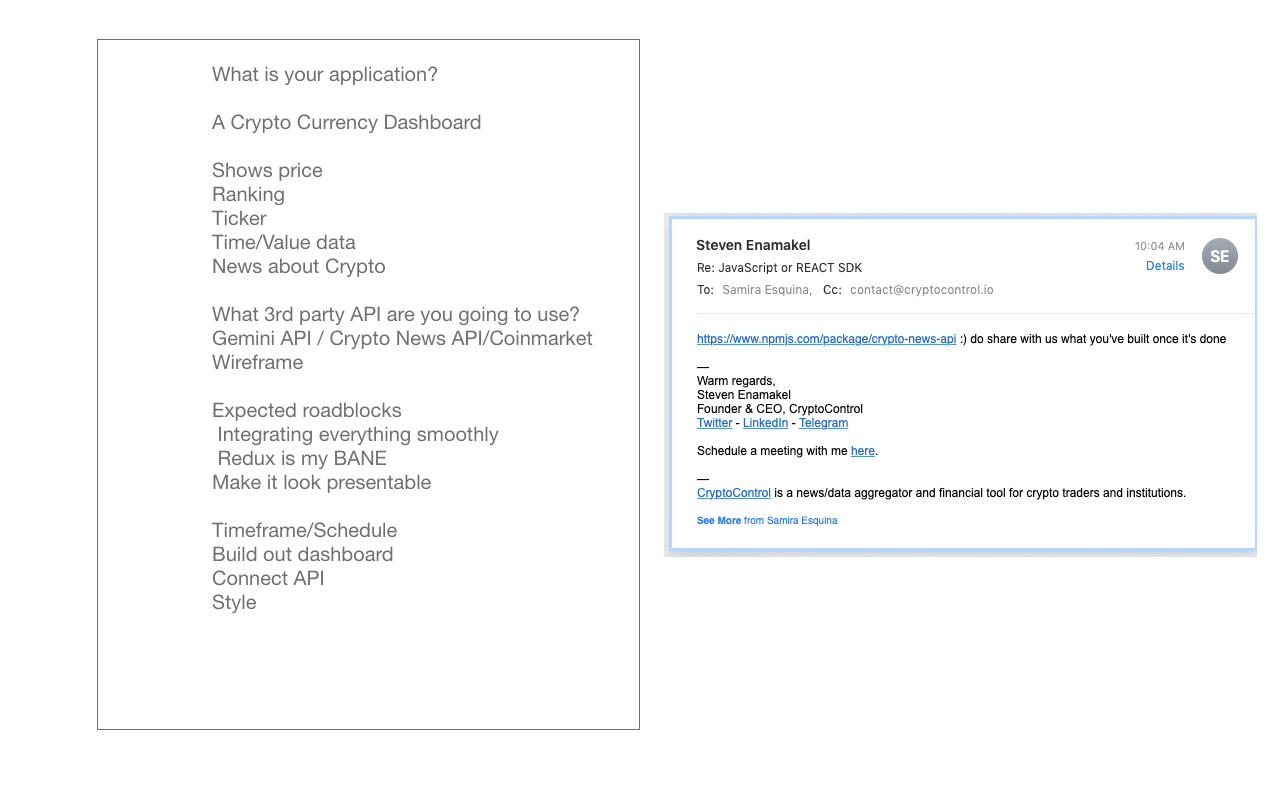 What is your application?
A Crypto Currency Dashboard
Shows price
Ranking
Ticker
Time/Value data
News about Crypto
What 3rd party API are you going to use?
Gemini API / Crypto News API/Coinmarket
Wireframe
Expected roadblocks
Integrating everything smoothly
Redux is my BANE
Make it look presentable
Timeframe/Schedule
Build out dashboard
Connect API
Style
Steven Enamakel
10:04 AM
SE
Re: JavaScript or REACT SDK
Details
To: Samira Esquina, Cc: contact@cryptocontrol.io
https://www.npmjs.com/package/crypto-news-api :) do share with us what you've built once it's done
—
Warm regards,
Steven Enamakel
Founder & CEO, CryptoControl
Twitter - LinkedIn - Telegram
Schedule a meeting with me here.
—
CryptoControl is a news/data aggregator and financial tool for crypto traders and institutions.
See More from Samira Esquina